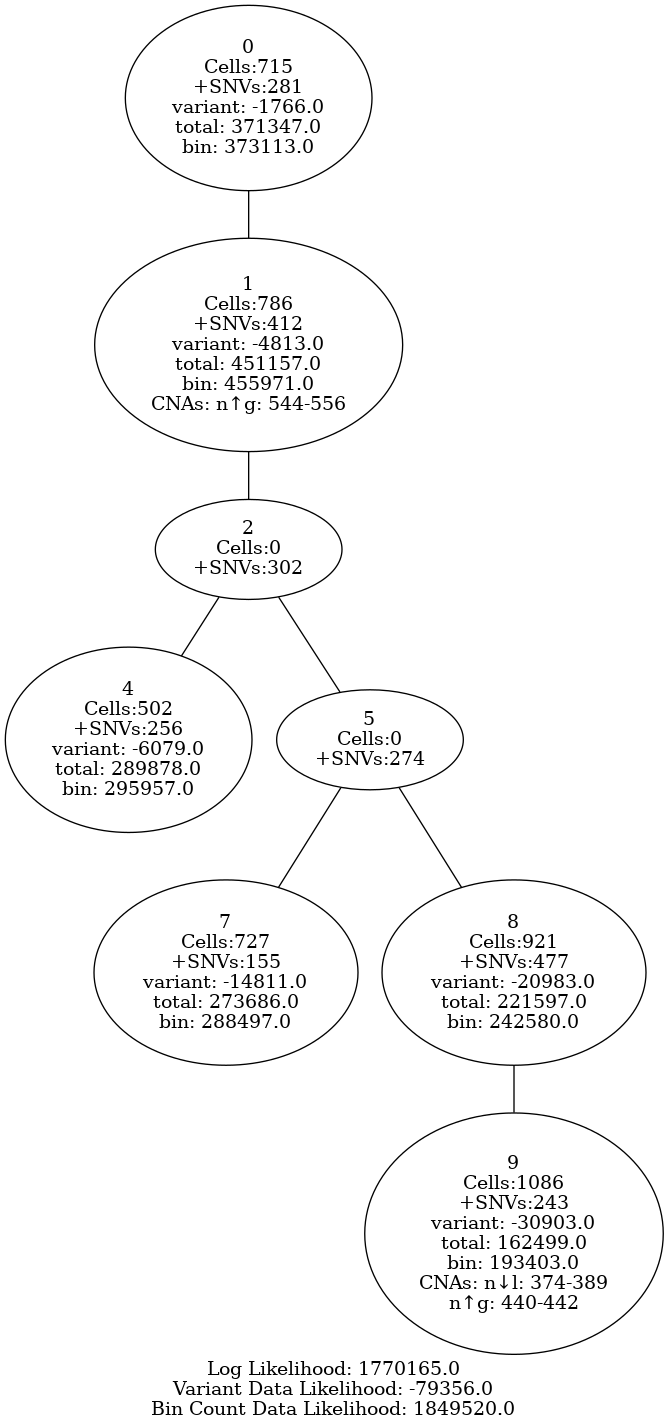 0
Cells:715
+SNVs:281
variant: -1766.0
total: 371347.0
bin: 373113.0
1
Cells:786
+SNVs:412
variant: -4813.0
total: 451157.0
bin: 455971.0
CNAs: n↑g: 544-556
2
Cells:0
+SNVs:302
4
Cells:502
+SNVs:256
variant: -6079.0
total: 289878.0
bin: 295957.0
5
Cells:0
+SNVs:274
7
Cells:727
+SNVs:155
variant: -14811.0
total: 273686.0
bin: 288497.0
8
Cells:921
+SNVs:477
variant: -20983.0
total: 221597.0
bin: 242580.0
9
Cells:1086
+SNVs:243
variant: -30903.0
total: 162499.0
bin: 193403.0
CNAs: n↓l: 374-389
n↑g: 440-442
Log Likelihood: 1770165.0
Variant Data Likelihood: -79356.0
Bin Count Data Likelihood: 1849520.0